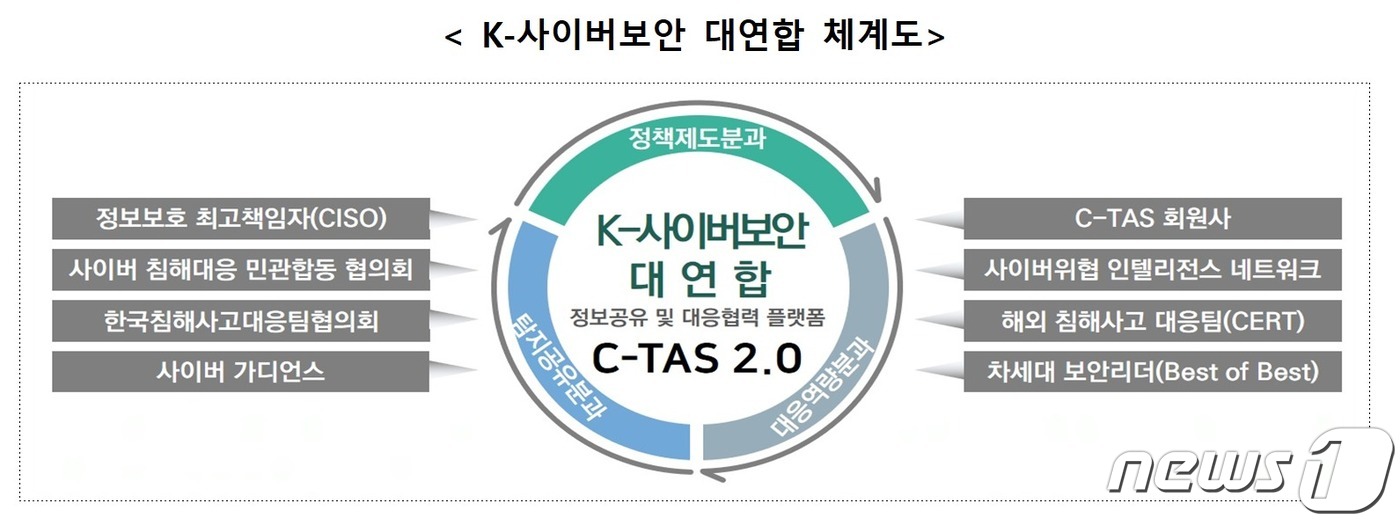 < K-사이버보안 대연합 체계도>
정책제도분과
정보보호 최고책임자(CISO)
사이버 침해대응 민관합동 협의회
한국침해사고대응팀협의회
사이버 가디언스
K-사이버보안
대 연 합
정보공유 및 대응협력 플랫폼
C-TAS 2.0
탐지공유분과
대응역량분과
C-TAS 회원사
사이버위협 인텔리전스 네트워크
해외 침해사고 대응팀(CERT)
차세대 보안리더(Best of Best)
news1